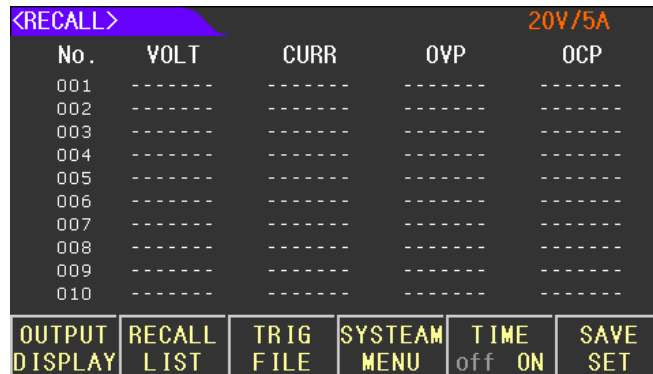 <RECALL> 20V/5A
No. VOLT CURR OVP OCP
001 ------- ------- ------- -------
002 ------- ------- ------- -------
003 ------- ------- ------- -------
004 ------- ------- ------- -------
005 ------- ------- ------- -------
006 ------- ------- ------- -------
007 ------- ------- ------- -------
008 ------- ------- ------- -------
009 ------- ------- ------- -------
010 ------- ------- ------- -------
OUTPUT RECALL TRIG SYSTEAM TIME SAVE
DISPLAY LIST FILE MENU off ON SET